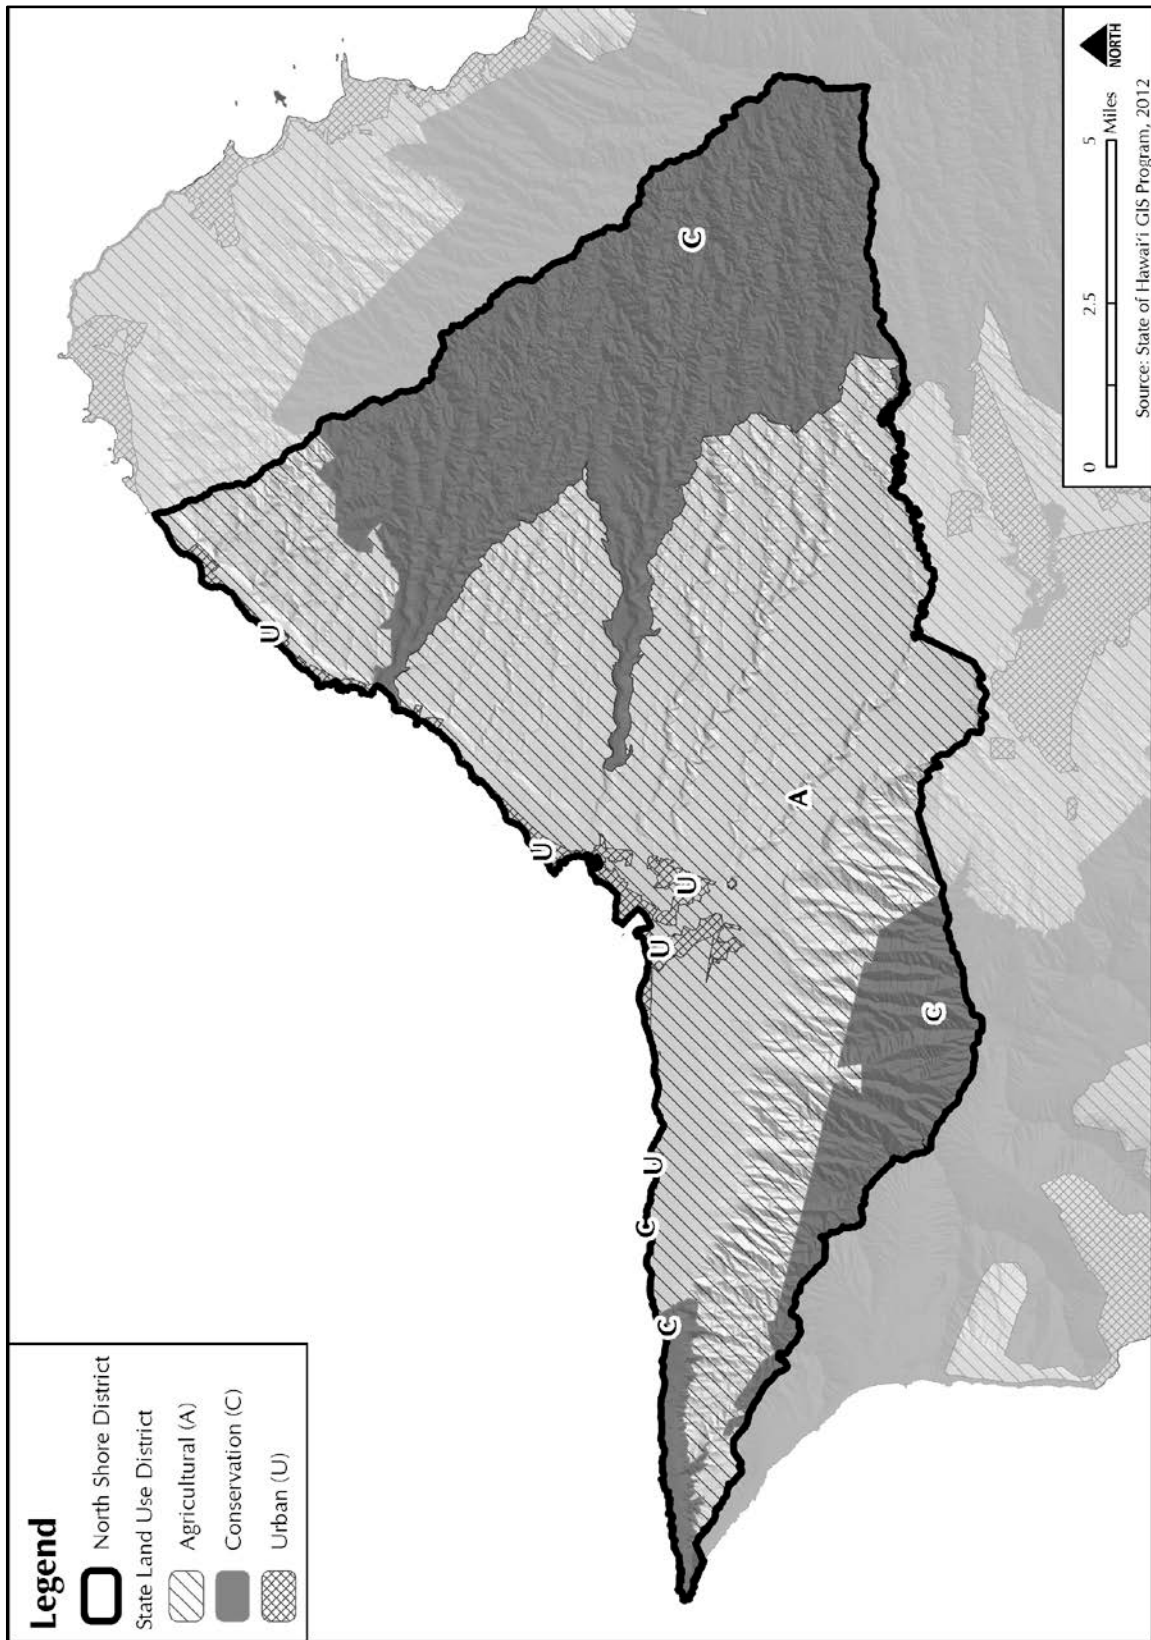 Legend
North Shore District
State Land Use District
Agricultural (A)
Conservation (C)
Urban (U)
C
C
U
C
U
U
U
A
U
C
0 2.5 5
Miles
NORTH
Source: State of Hawaiʻi GIS Program, 2012